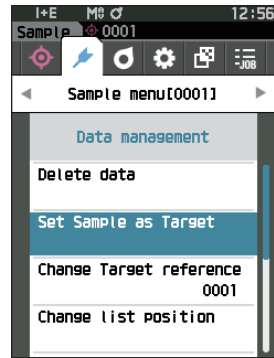 I+E M0 ♂ 12:56
Sample 0001
-JOB
Sample menu[0001]
Data management
Delete data
Set Sample as Target
Change Target reference
0001
Change list position